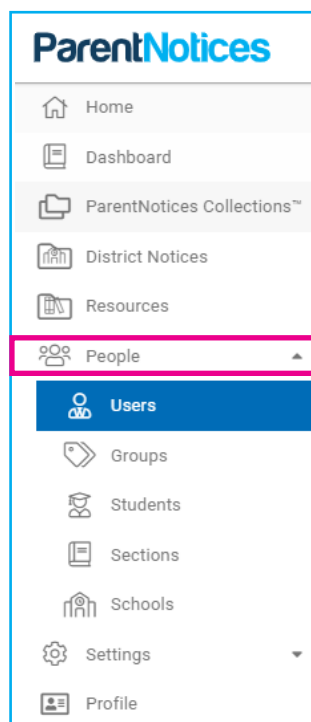 ParentNotices
Home
Dashboard
ParentNotices Collections™
District Notices
Resources
People
Users
Groups
Students
Sections
Schools
Settings
Profile